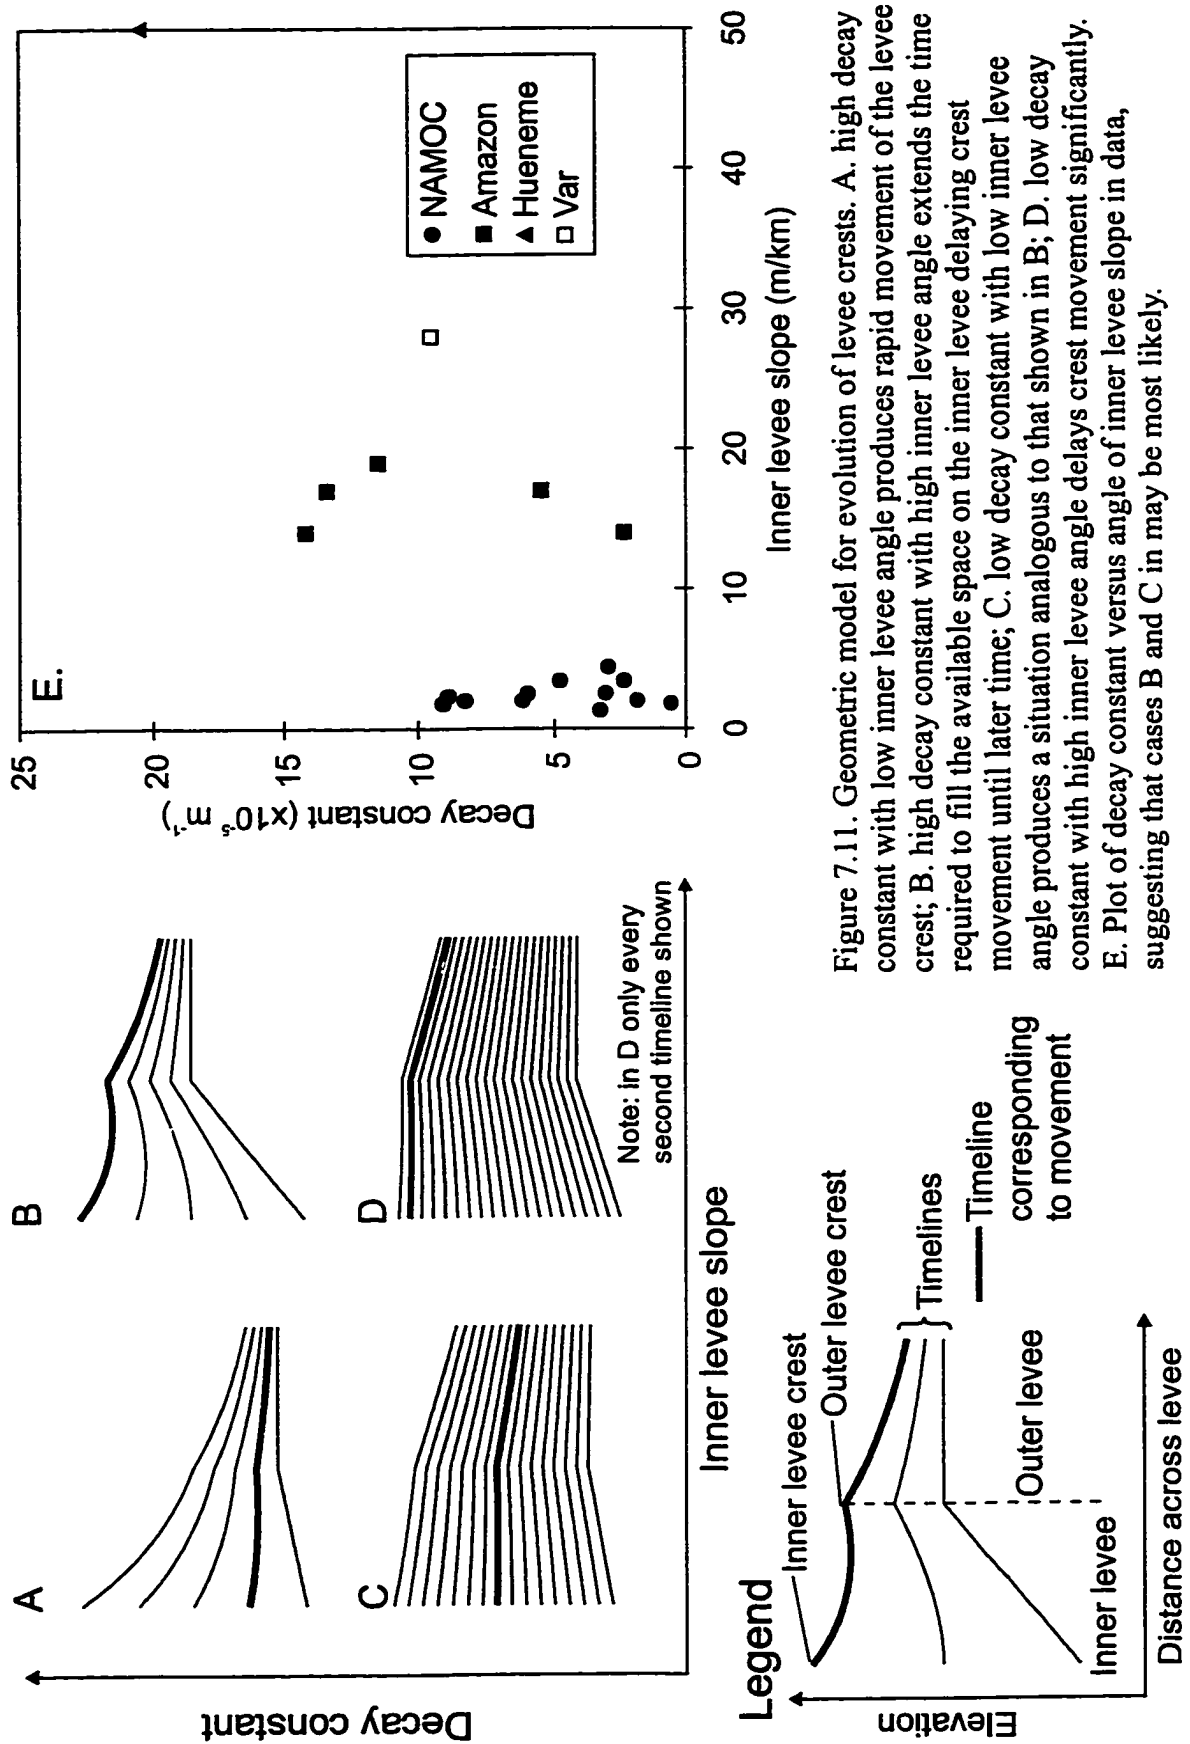 A
B
C
D
Decay constant
Inner levee slope
Note: in D only every
second timeline shown
E.
25
20
15
10
5
0
Decay constant (x10⁻⁵ m⁻¹)
0
10
20
30
40
50
Inner levee slope (m/km)
NAMOC
Amazon
Hueneme
Var
Legend
Inner levee crest
Outer levee crest
Timelines
Timeline
corresponding
to movement
Outer levee
Inner levee
Elevation
Distance across levee
Figure 7.11. Geometric model for evolution of levee crests. A. high decay
constant with low inner levee angle produces rapid movement of the levee
crest; B. high decay constant with high inner levee angle extends the time
required to fill the available space on the inner levee delaying crest
movement until later time; C. low decay constant with low inner levee
angle produces a situation analogous to that shown in B; D. low decay
constant with high inner levee angle delays crest movement significantly.
E. Plot of decay constant versus angle of inner levee slope in data,
suggesting that cases B and C in may be most likely.